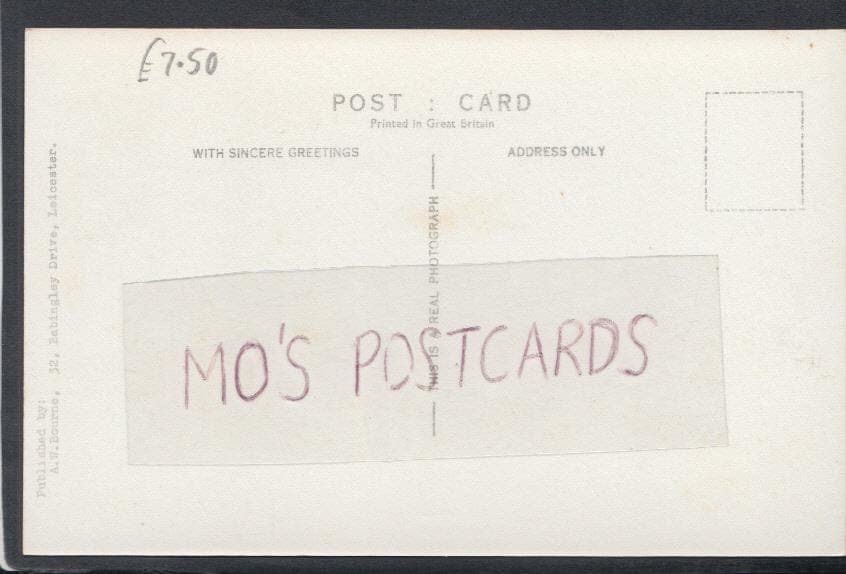 £7.50
POST : CARD
Printed in Great Britain
WITH SINCERE GREETINGS
ADDRESS ONLY
THIS IS A REAL PHOTOGRAPH
MO'S POSTCARDS
Published by:
A.W.Bourne, 32, Babingley Drive, Leicester.